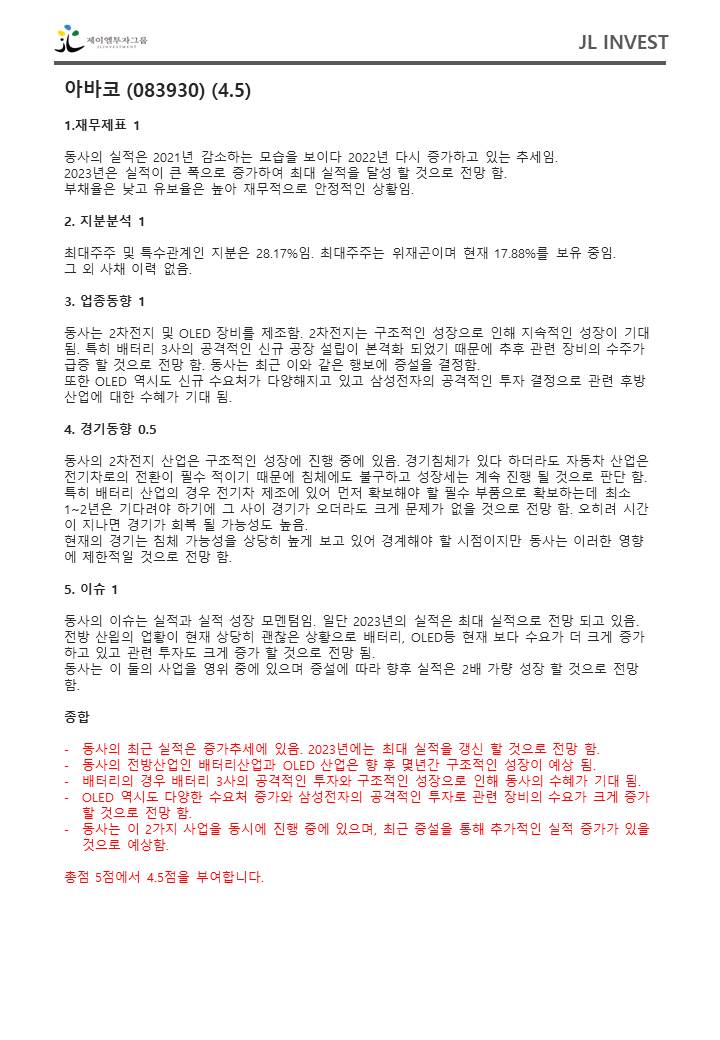 제이엘투자그룹
JLINVESTMENT
JL INVEST
아바코 (083930) (4.5)
1.재무제표 1
동사의 실적은 2021년 감소하는 모습을 보이다 2022년 다시 증가하고 있는 추세임.
2023년은 실적이 큰 폭으로 증가하여 최대 실적을 달성 할 것으로 전망 함.
부채율은 낮고 유보율은 높아 재무적으로 안정적인 상황임.
2. 지분분석 1
최대주주 및 특수관계인 지분은 28.17%임. 최대주주는 위재곤이며 현재 17.88%를 보유 중임.
그 외 사채 이력 없음.
3. 업종동향 1
동사는 2차전지 및 OLED 장비를 제조함. 2차전지는 구조적인 성장으로 인해 지속적인 성장이 기대
됨. 특히 배터리 3사의 공격적인 신규 공장 설립이 본격화 되었기 때문에 추후 관련 장비의 수주가
급증 할 것으로 전망 함. 동사는 최근 이와 같은 행보에 증설을 결정함.
또한 OLED 역시도 신규 수요처가 다양해지고 있고 삼성전자의 공격적인 투자 결정으로 관련 후방
산업에 대한 수혜가 기대 됨.
4. 경기동향 0.5
동사의 2차전지 산업은 구조적인 성장에 진행 중에 있음. 경기침체가 있다 하더라도 자동차 산업은
전기차로의 전환이 필수 적이기 때문에 침체에도 불구하고 성장세는 계속 진행 될 것으로 판단 함.
특히 배터리 산업의 경우 전기차 제조에 있어 먼저 확보해야 할 필수 부품으로 확보하는데 최소
1~2년은 기다려야 하기에 그 사이 경기가 오더라도 크게 문제가 없을 것으로 전망 함. 오히려 시간
이 지나면 경기가 회복 될 가능성도 높음.
현재의 경기는 침체 가능성을 상당히 높게 보고 있어 경계해야 할 시점이지만 동사는 이러한 영향
에 제한적일 것으로 전망 함.
5. 이슈 1
동사의 이슈는 실적과 실적 성장 모멘텀임. 일단 2023년의 실적은 최대 실적으로 전망 되고 있음.
전방 산읩의 업황이 현재 상당히 괜찮은 상황으로 배터리, OLED등 현재 보다 수요가 더 크게 증가
하고 있고 관련 투자도 크게 증가 할 것으로 전망 됨.
동사는 이 둘의 사업을 영위 중에 있으며 증설에 따라 향후 실적은 2배 가량 성장 할 것으로 전망
함.
종합
- 동사의 최근 실적은 증가추세에 있음. 2023년에는 최대 실적을 갱신 할 것으로 전망 함.
- 동사의 전방산업인 배터리산업과 OLED 산업은 향 후 몇년간 구조적인 성장이 예상 됨.
- 배터리의 경우 배터리 3사의 공격적인 투자와 구조적인 성장으로 인해 동사의 수혜가 기대 됨.
- OLED 역시도 다양한 수요처 증가와 삼성전자의 공격적인 투자로 관련 장비의 수요가 크게 증가
할 것으로 전망 함.
- 동사는 이 2가지 사업을 동시에 진행 중에 있으며, 최근 증설을 통해 추가적인 실적 증가가 있을
것으로 예상함.
총점 5점에서 4.5점을 부여합니다.